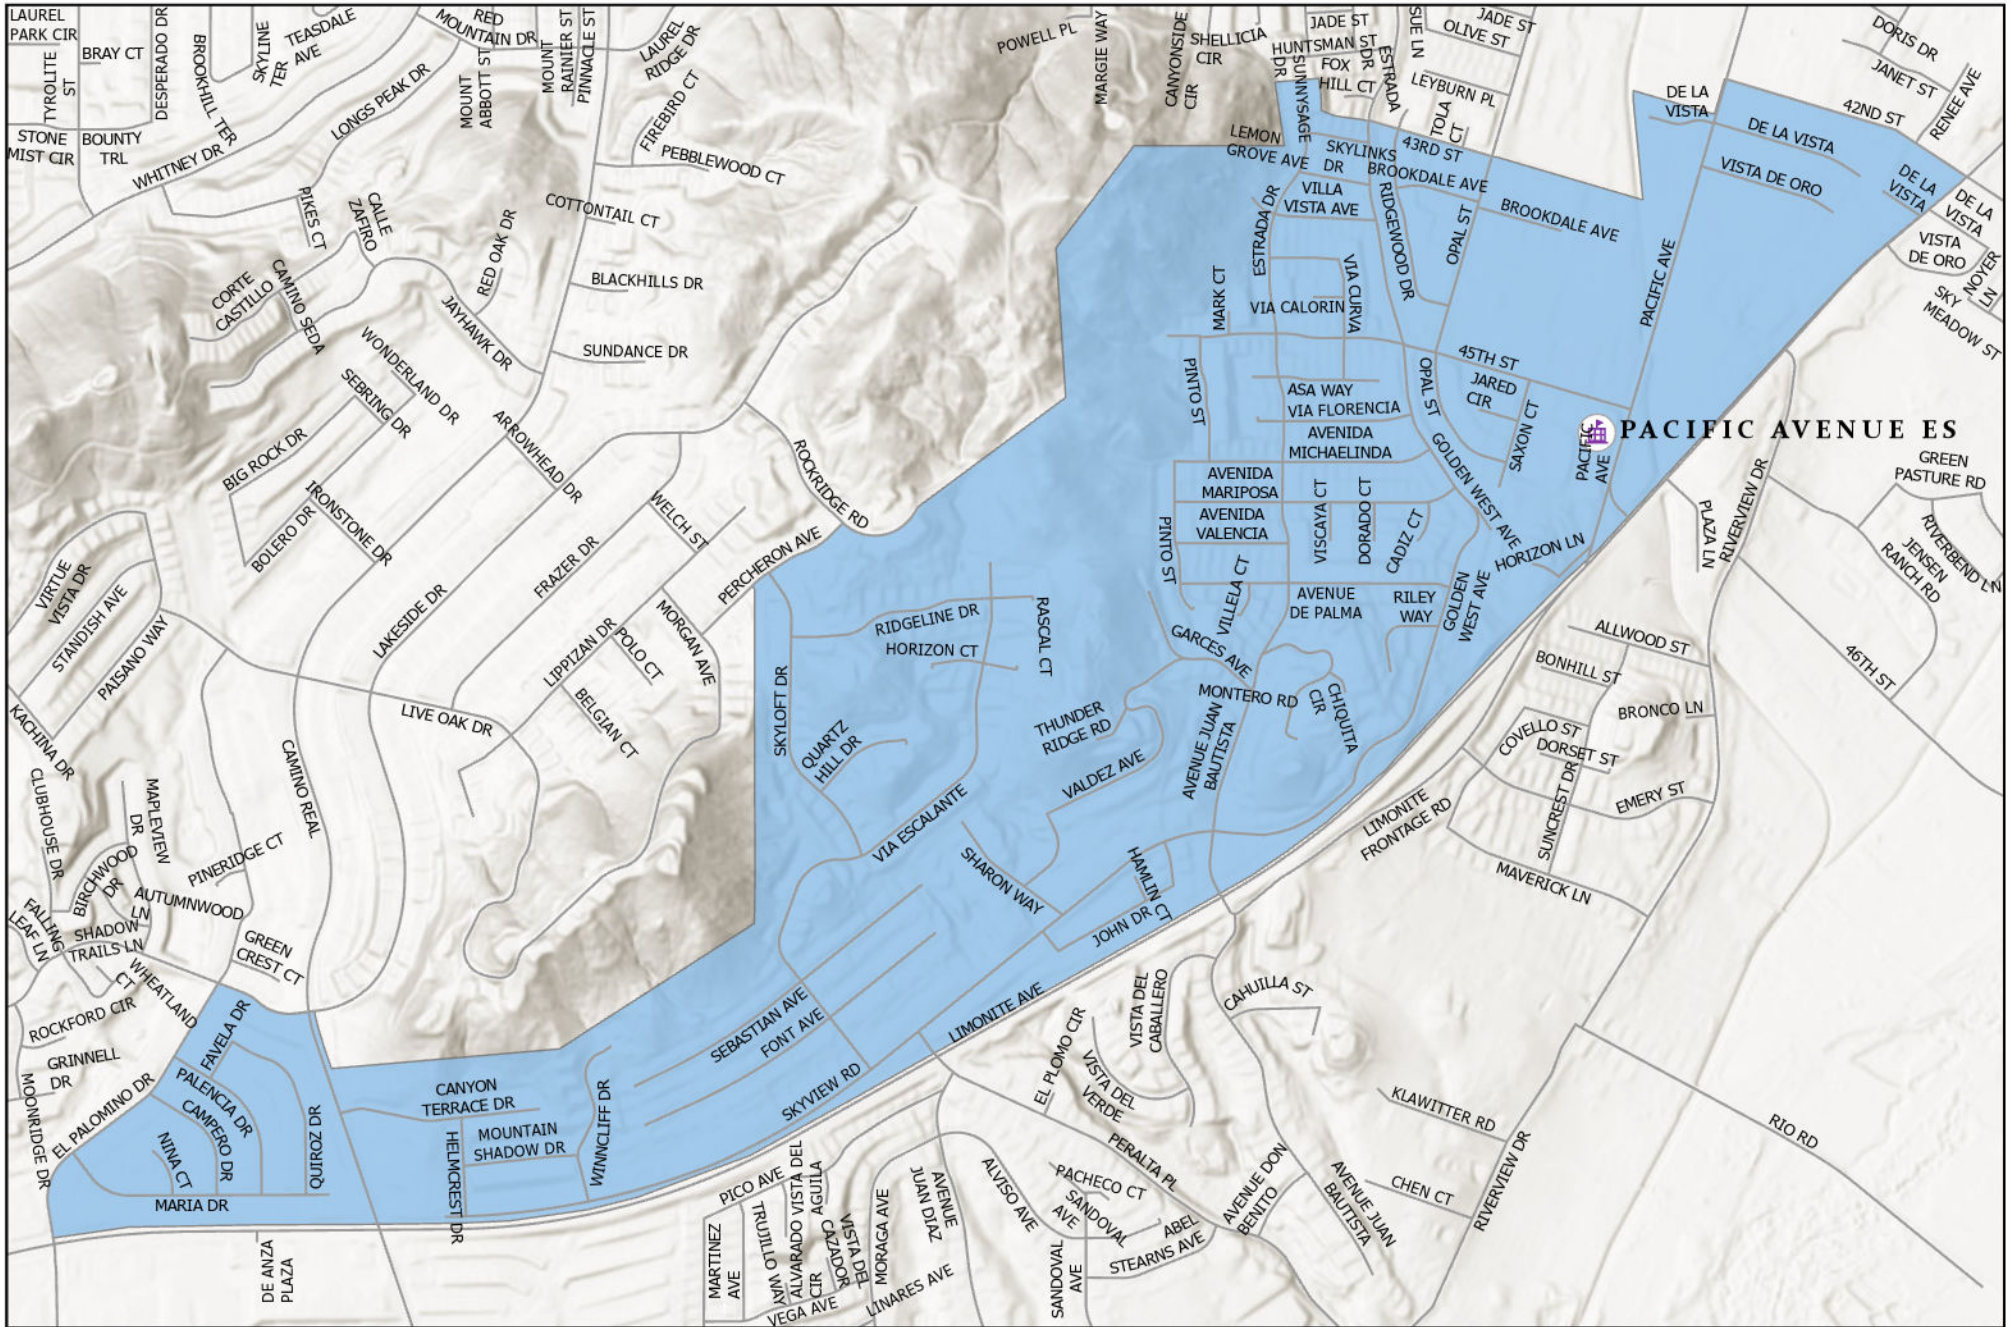 LAUREL
PARK CIR
BRAY CT
TYROLITE
ST
DESPERADO DR
BROOKHILL TER
SKYLINE
TER
TEASDALE
AVE
RED
MOUNTAIN DR
MOUNT
ABBOTT ST
MOUNT
RAINIER ST
PINNACLE ST
LAUREL
RIDGE DR
FIREBIRD CT
PEBBLEWOOD CT
LONGS PEAK DR
STONE
MIST CIR
BOUNTY
TRL
WHITNEY DR
POWELL PL
MARGIE WAY
CANYONSIDE
CIR
SHELLICIA
CIR
JADE ST
HUNTSMAN ST
FOX
HILL CT
SUNNYSAGE
DR
ESTRADA
DR
SUE LN
JADE ST
OLIVE ST
LEYBURN PL
TOLA
CT
DE LA
VISTA
DORIS DR
JANET ST
RENEE AVE
42ND ST
DE LA VISTA
VISTA DE ORO
DE LA
VISTA
DE LA
VISTA
VISTA
DE ORO
NOYER
LN
SKY
MEADOW ST
LEMON
GROVE AVE
SKYLINKS
DR
43RD ST
BROOKDALE AVE
BROOKDALE AVE
VILLA
VISTA AVE
ESTRADA DR
RIDGEWOOD DR
OPAL ST
PACIFIC AVE
PIKES CT
CALLE
ZAFIRO
COTTONTAIL CT
RED OAK DR
BLACKHILLS DR
CORTE
CASTILLO
CAMINO SEDA
JAYHAWK DR
SUNDANCE DR
WONDERLAND DR
SEBRING DR
MARK CT
VIA CALORIN
VIA CURVA
45TH ST
PINTO ST
ASA WAY
VIA FLORENCIA
OPAL ST
JARED
CIR
SAXON CT
AVENIDA
MICHAELINDA
GOLDEN WEST AVE
PACIFIC
AVE
PACIFIC AVENUE ES
AVENIDA
MARIPOSA
AVENIDA
VALENCIA
VISCAYA CT
DORADO CT
CADIZ CT
HORIZON LN
PLAZA LN
RIVERVIEW DR
GREEN
PASTURE RD
RIVERBEND LN
JENSEN
RANCH RD
BIG ROCK DR
ARROWHEAD DR
IRONSTONE DR
BOLERO DR
ROCKRIDGE RD
WELCH ST
FRAZER DR
PERCHERON AVE
PINTO ST
VILLELA CT
AVENUE
DE PALMA
RILEY
WAY
GOLDEN
WEST AVE
VIRTUE
VISTA DR
STANDISH AVE
PAISANO WAY
LAKESIDE DR
LIPPIZAN DR
POLO CT
MORGAN AVE
BELGIAN CT
RIDGELINE DR
HORIZON CT
RASCAL CT
GARCES AVE
MONTERO RD
CHIQUITA
CIR
ALLWOOD ST
BONHILL ST
46TH ST
BRONCO LN
COVELLO ST
DORSET ST
SUNCREST DR
EMERY ST
KACHINA DR
LIVE OAK DR
CAMINO REAL
SKYLOFT DR
QUARTZ
HILL DR
THUNDER
RIDGE RD
VALDEZ AVE
AVENUE JUAN
BAUTISTA
CLUBHOUSE DR
MAPLEVIEW
DR
BIRCHWOOD
DR
PINERIDGE CT
AUTUMNWOOD
LN
VIA ESCALANTE
SHARON WAY
HAMLIN CT
JOHN DR
LIMONITE
FRONTAGE RD
MAVERICK LN
FALLING
LEAF LN
SHADOW
TRAILS LN
WHEATLAND
CT
GREEN
CREST CT
ROCKFORD CIR
FAVELA DR
GRINNELL
DR
MOONRIDGE DR
EL PALOMINO DR
PALENCIA DR
CAMPERO DR
NINA CT
QUIROZ DR
MARIA DR
SEBASTIAN AVE
FONT AVE
SKYVIEW RD
LIMONITE AVE
CANYON
TERRACE DR
MOUNTAIN
SHADOW DR
HELMCREST DR
WINNCLIFF DR
VISTA DEL
CABALLERO
CAHUILLA ST
EL PLOMO CIR
VISTA DEL
VERDE
KLAWITTER RD
RIO RD
PERALTA PL
PACHECO CT
SANDOVAL
AVE
ALVISO AVE
AVENUE DON
BENITO
AVENUE JUAN
BAUTISTA
CHEN CT
RIVERVIEW DR
DE ANZA
PLAZA
PICO AVE
MARTINEZ
AVE
TRUJILLO WAY
ALVARADO
CIR
VISTA DEL
AGUILA
VISTA DEL
CAZADOR
MORAGA AVE
AVENUE
JUAN DIAZ
VEGA AVE
LINARES AVE
SANDOVAL
AVE
ABEL
STEARNS AVE